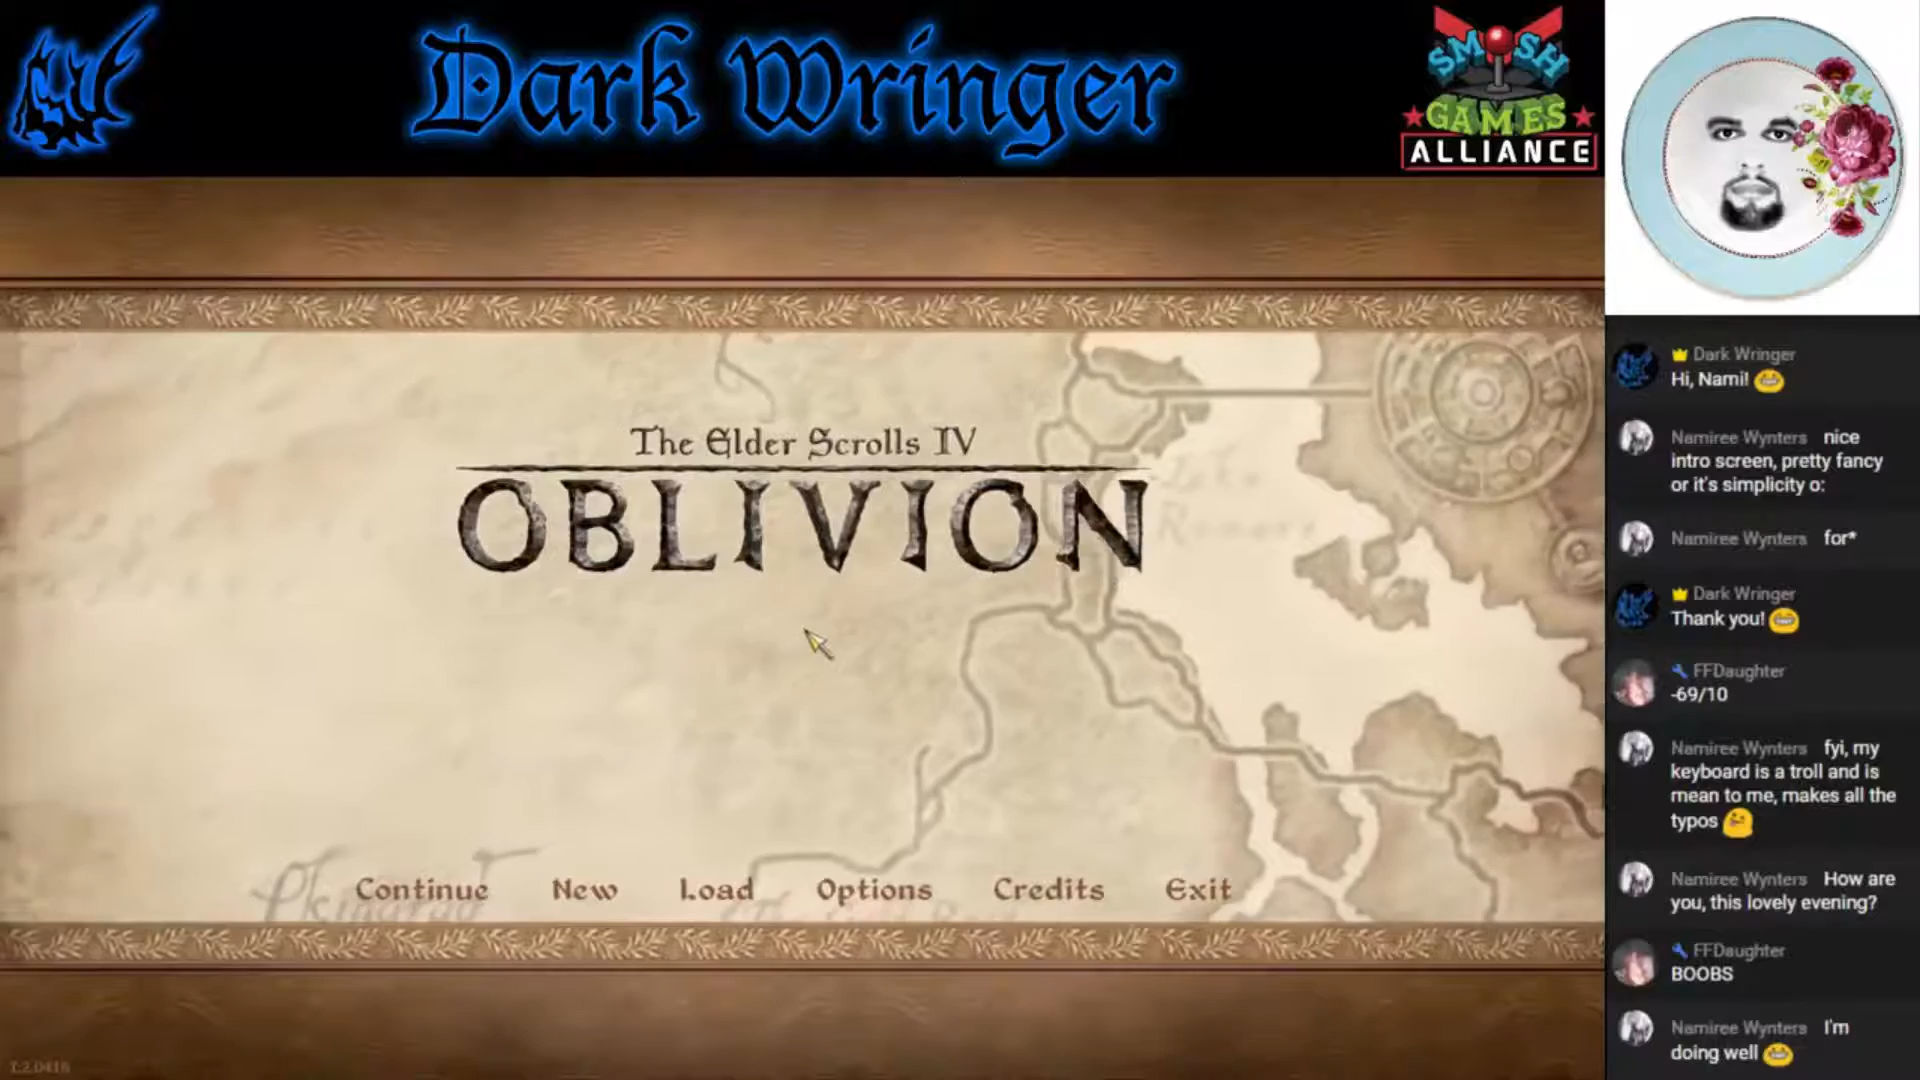 Dark Wringer
SMASH
GAMES
ALLIANCE
The Elder Scrolls IV
OBLIVION
Continue
New
Load
Options
Credits
Exit
1.2.0416
Dark Wringer
Hi, Nami!
Namiree Wynters nice
intro screen, pretty fancy
or it's simplicity o:
Namiree Wynters for*
Dark Wringer
Thank you!
FFDaughter
-69/10
Namiree Wynters fyi, my
keyboard is a troll and is
mean to me, makes all the
typos
Namiree Wynters How are
you, this lovely evening?
FFDaughter
BOOBS
Namiree Wynters I'm
doing well